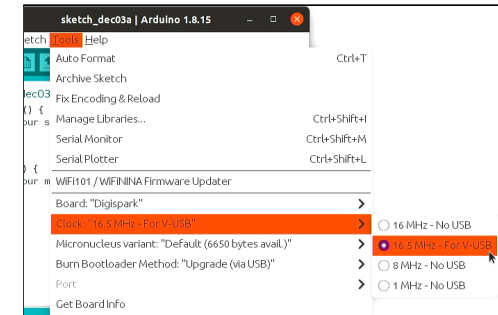 sketch_dec03a | Arduino 1.8.15
etch Tools Help
Auto Format Ctrl+T
Archive Sketch
Fix Encoding & Reload
Manage Libraries... Ctrl+Shift+I
Serial Monitor Ctrl+Shift+M
Serial Plotter Ctrl+Shift+L
WiFi101 / WiFiNINA Firmware Updater
Board: "Digispark"
Clock: "16.5 MHz - For V-USB"
Micronucleus variant: "Default (6650 bytes avail.)"
Burn Bootloader Method: "Upgrade (via USB)"
Port
Get Board Info
16 MHz - No USB
16.5 MHz - For V-USB
8 MHz - No USB
1 MHz - No USB
ec03
() {
our s
) {
our m